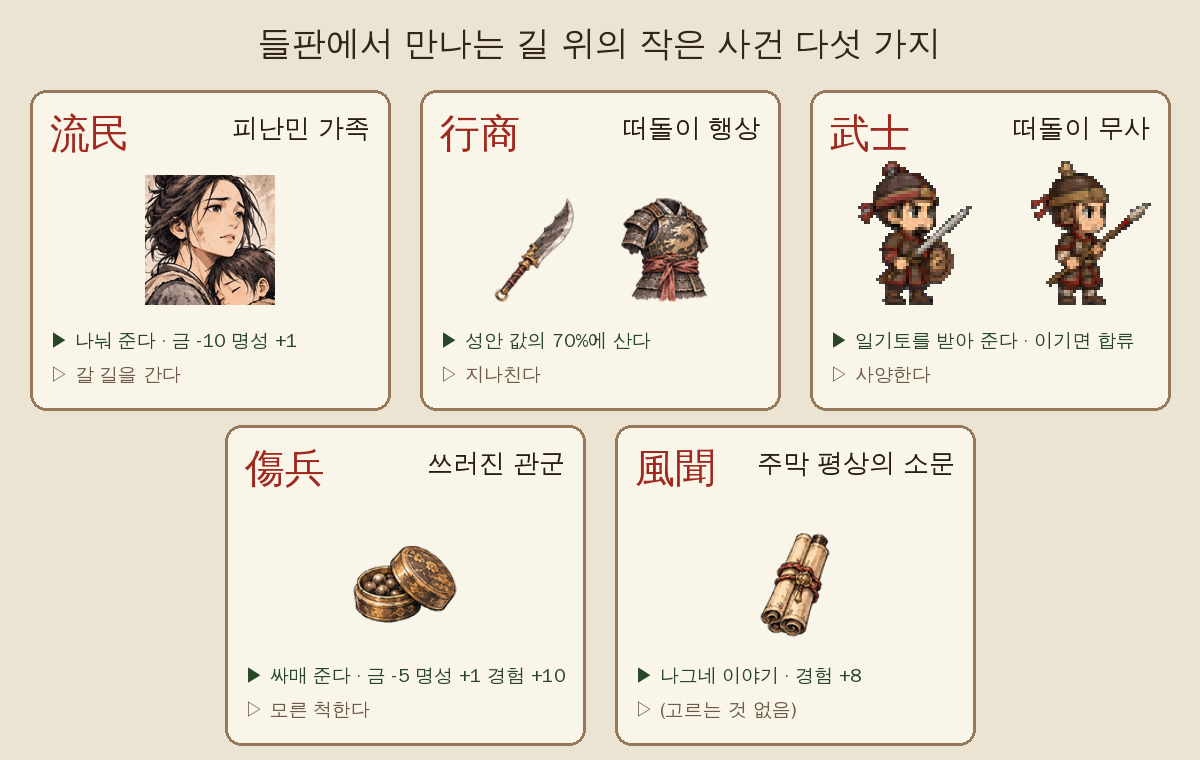 들판에서 만나는 길 위의 작은 사건 다섯 가지
流民 피난민 가족
▶ 나눠 준다 · 금 -10 명성 +1
▷ 갈 길을 간다
行商 떠돌이 행상
▶ 성안 값의 70%에 산다
▷ 지나친다
武士 떠돌이 무사
▶ 일기토를 받아 준다 · 이기면 합류
▷ 사양한다
傷兵 쓰러진 관군
▶ 싸매 준다 · 금 -5 명성 +1 경험 +10
▷ 모른 척한다
風聞 주막 평상의 소문
▶ 나그네 이야기 · 경험 +8
▷ (고르는 것 없음)